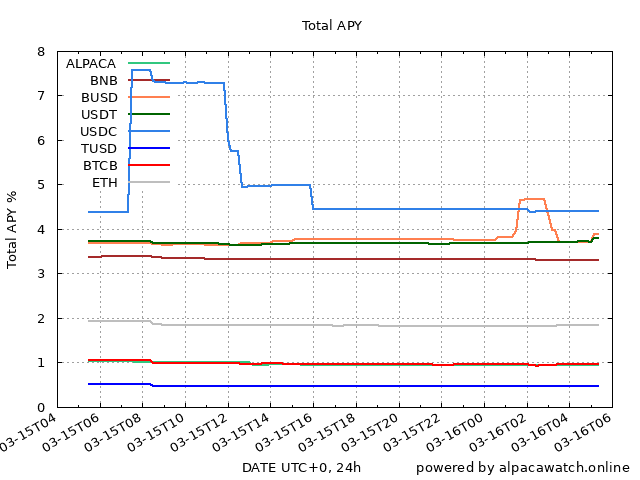 Total APY
Total APY %
8
7
6
5
4
3
2
1
0
ALPACA
BNB
BUSD
USDT
USDC
TUSD
BTCB
ETH
03-15T04
03-15T06
03-15T08
03-15T10
03-15T12
03-15T14
03-15T16
03-15T18
03-15T20
03-15T22
03-16T00
03-16T02
03-16T04
03-16T06
DATE UTC+0, 24h
powered by alpacawatch.online